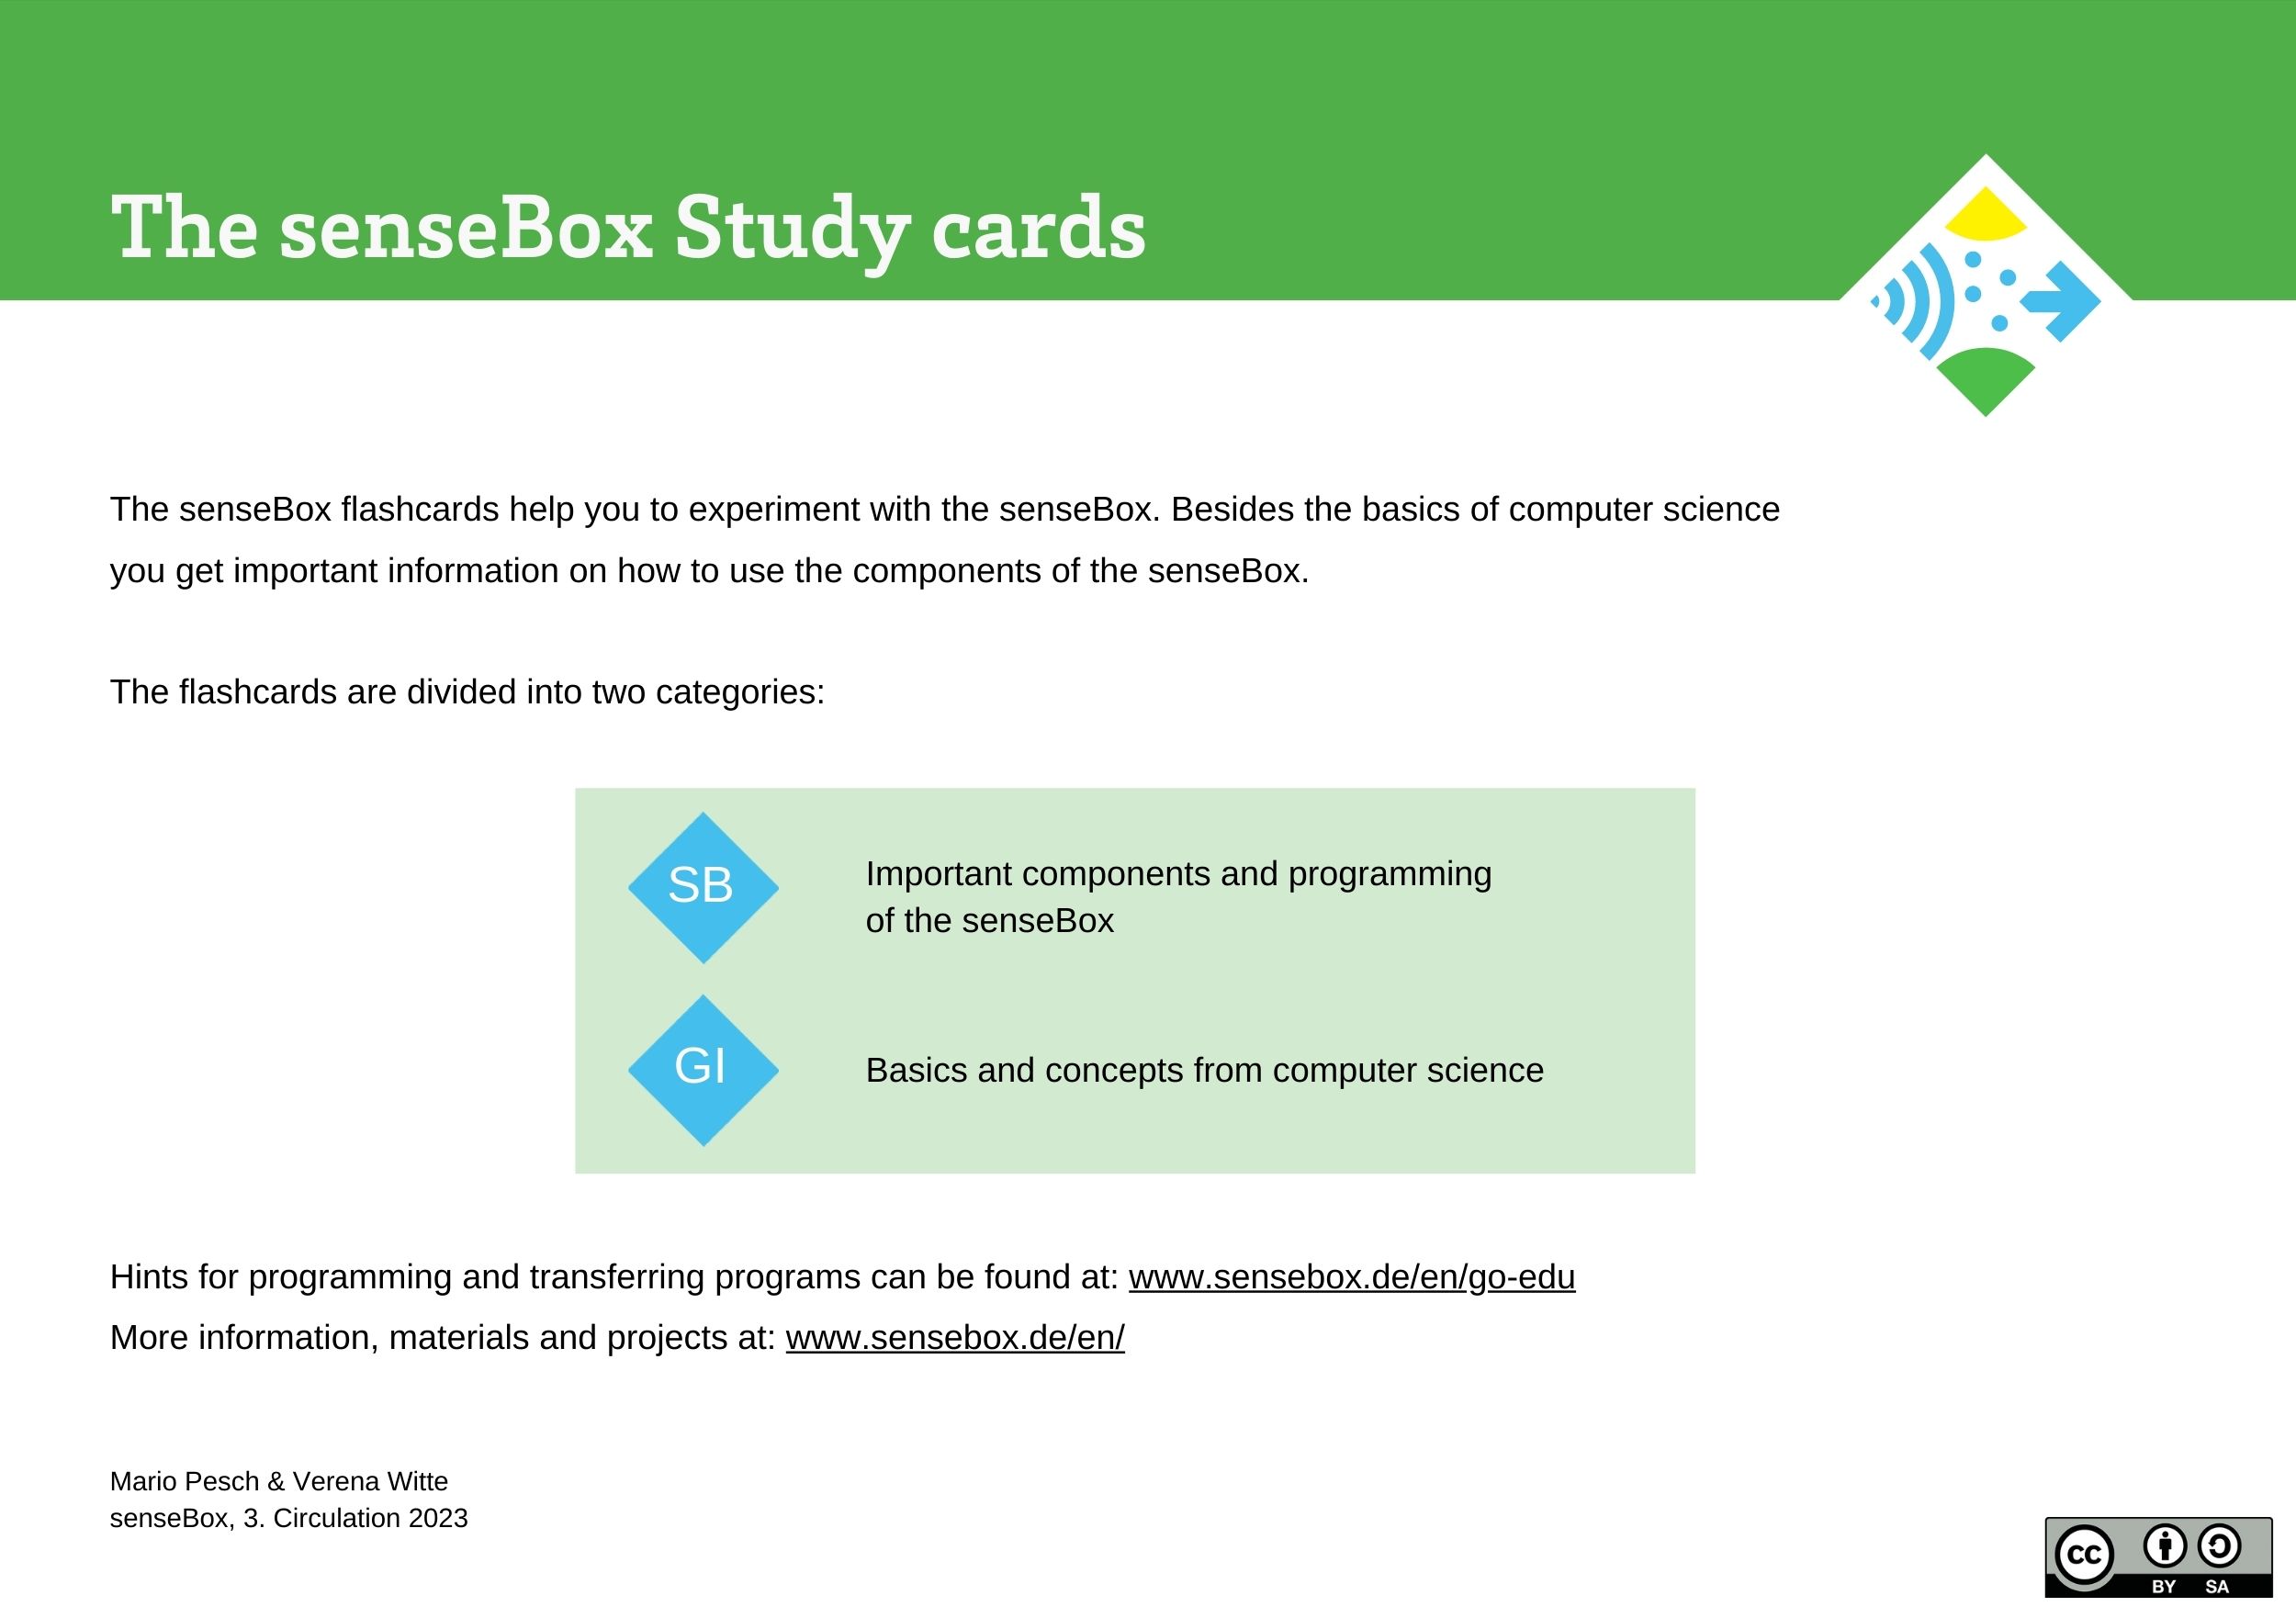 The senseBox Study cards
The senseBox flashcards help you to experiment with the senseBox. Besides the basics of computer science
you get important information on how to use the components of the senseBox.
The flashcards are divided into two categories:
SB
Important components and programming
of the senseBox
GI
Basics and concepts from computer science
Hints for programming and transferring programs can be found at: www.sensebox.de/en/go-edu
More information, materials and projects at: www.sensebox.de/en/
Mario Pesch & Verena Witte
senseBox, 3. Circulation 2023
cc
BY SA